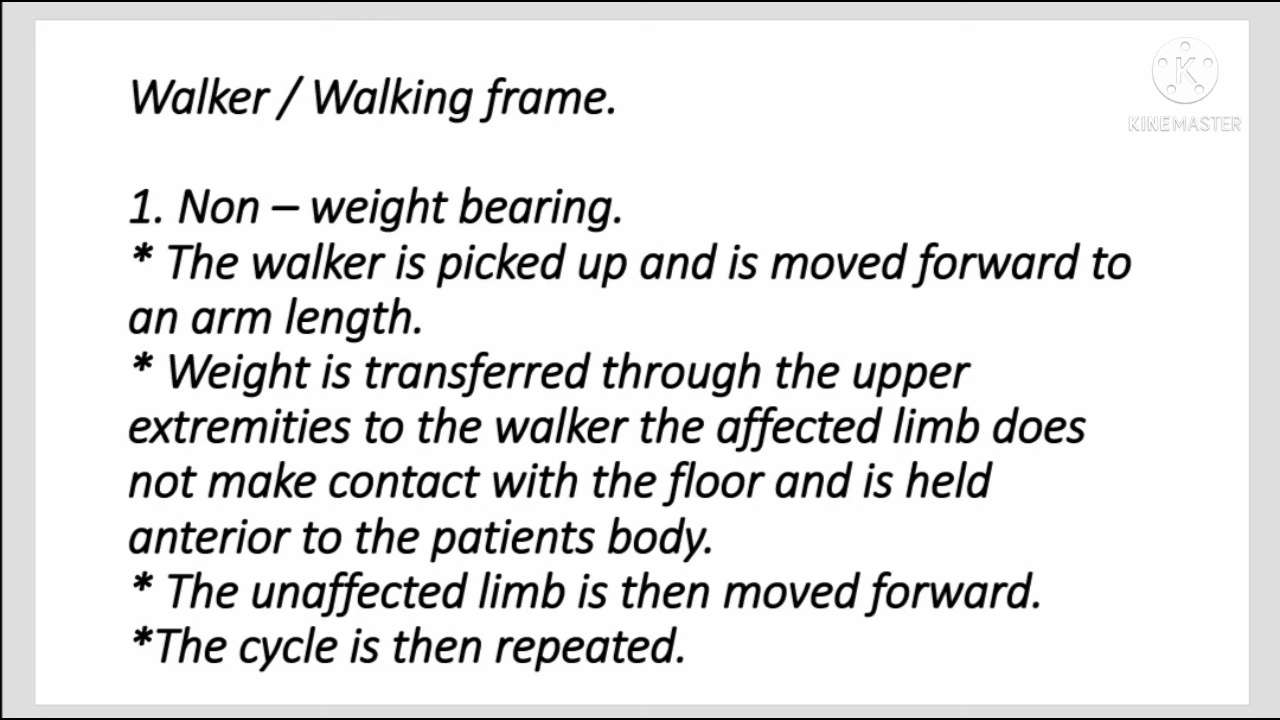 Walker / Walking frame.
K
KINEMASTER
1. Non – weight bearing.
* The walker is picked up and is moved forward to
an arm length.
* Weight is transferred through the upper
extremities to the walker the affected limb does
not make contact with the floor and is held
anterior to the patients body.
* The unaffected limb is then moved forward.
*The cycle is then repeated.